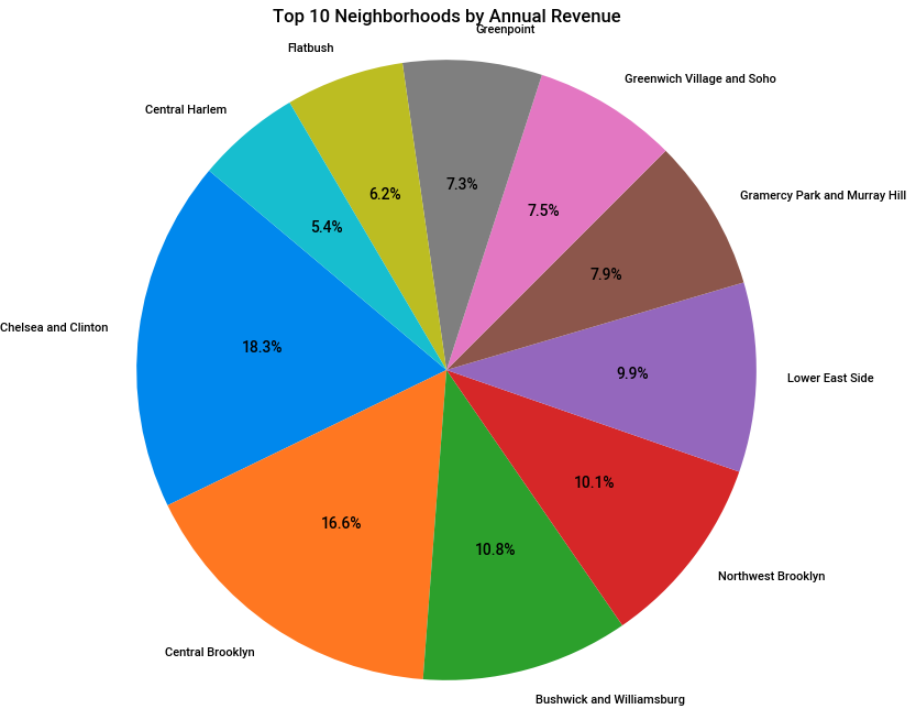 Top 10 Neighborhoods by Annual Revenue
Greenpoint
Flatbush
Greenwich Village and Soho
Central Harlem
7.3%
6.2%
Gramercy Park and Murray Hill
7.5%
5.4%
7.9%
Chelsea and Clinton
18.3%
9.9%
Lower East Side
10.1%
16.6%
10.8%
Northwest Brooklyn
Central Brooklyn
Bushwick and Williamsburg